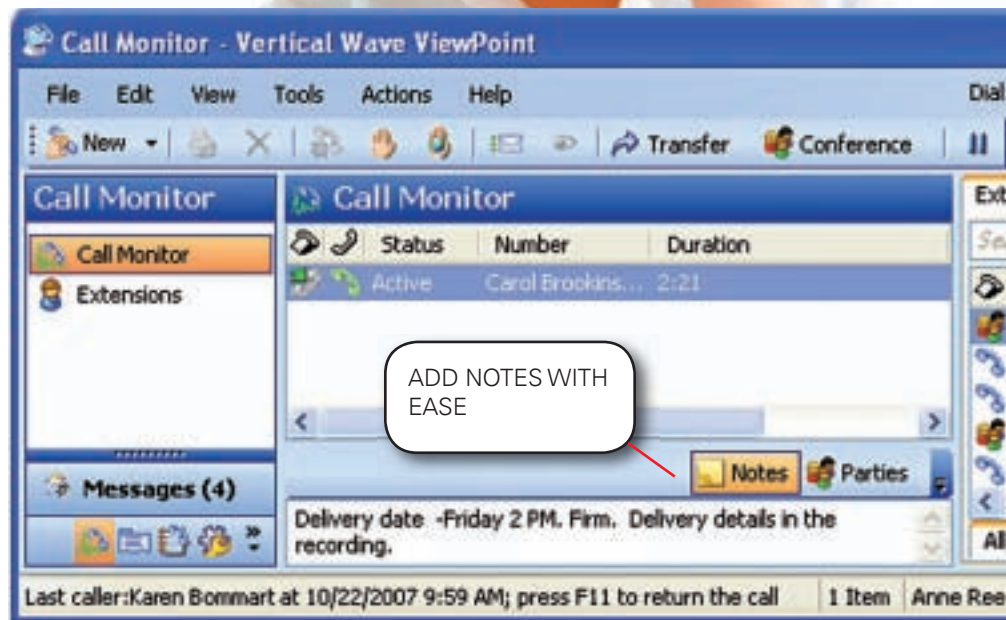 Call Monitor - Vertical Wave ViewPoint
File Edit View Tools Actions Help Dial
New Transfer Conference
Call Monitor
Call Monitor
Extensions
Messages (4)
Call Monitor
Status Number Duration
Active Carol Brookins... 2:21
ADD NOTES WITH
EASE
Notes Parties
Delivery date -Friday 2 PM. Firm. Delivery details in the
recording.
Ext
Se
All
Last caller:Karen Bommart at 10/22/2007 9:59 AM; press F11 to return the call 1 Item Anne Ree